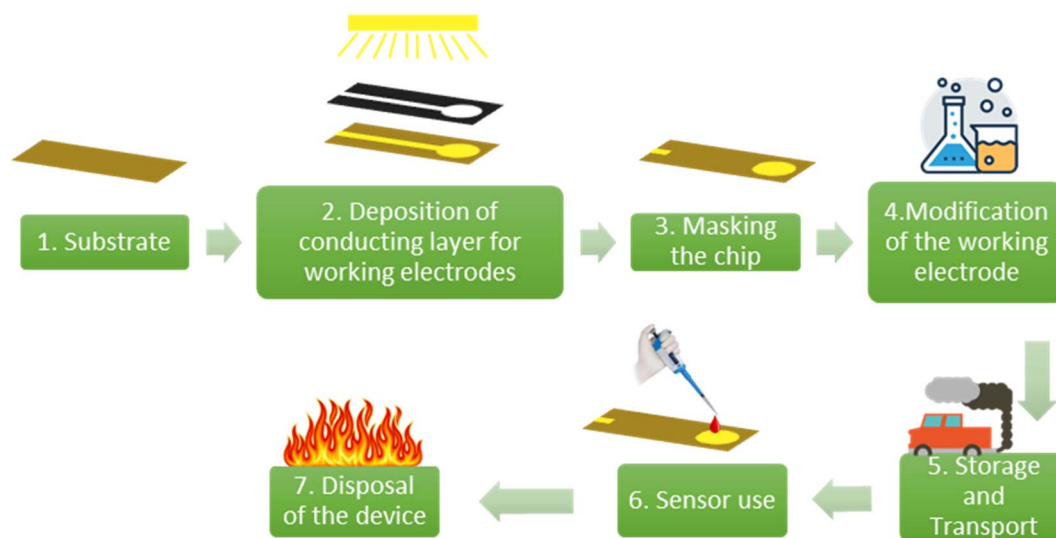 1. Substrate
2. Deposition of
conducting layer for
working electrodes
3. Masking
the chip
4.Modification
of the working
electrode
5. Storage
and
Transport
6. Sensor use
7. Disposal
of the device